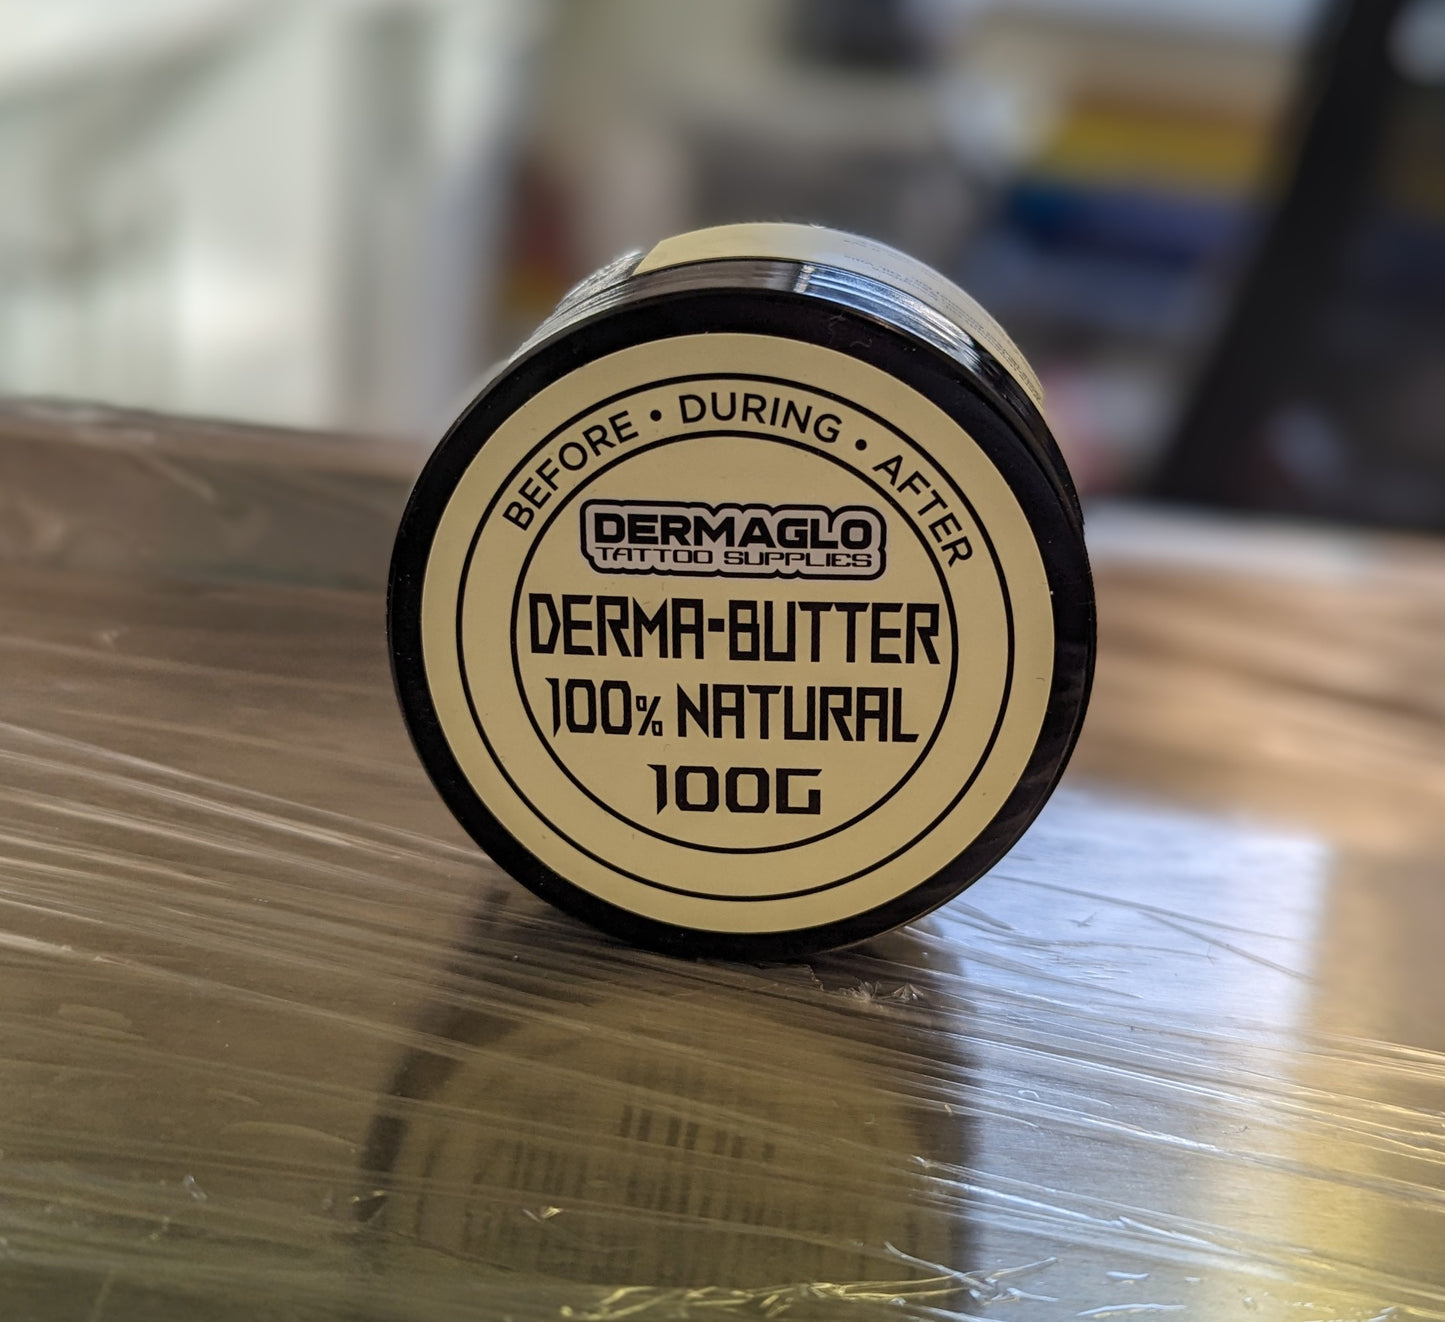 BEFORE • DURING • AFTER
DERMAGLO
TATTOO SUPPLIES
DERMA-BUTTER
100% NATURAL
100G